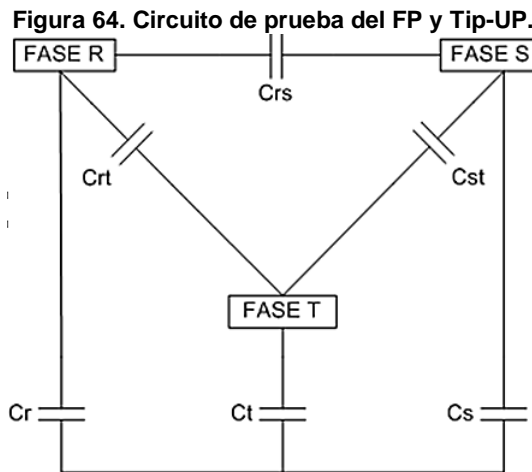 Figura 64. Circuito de prueba del FP y Tip-UP.
FASE R
FASE S
Crs
Crt
Cst
FASE T
Cr
Ct
Cs